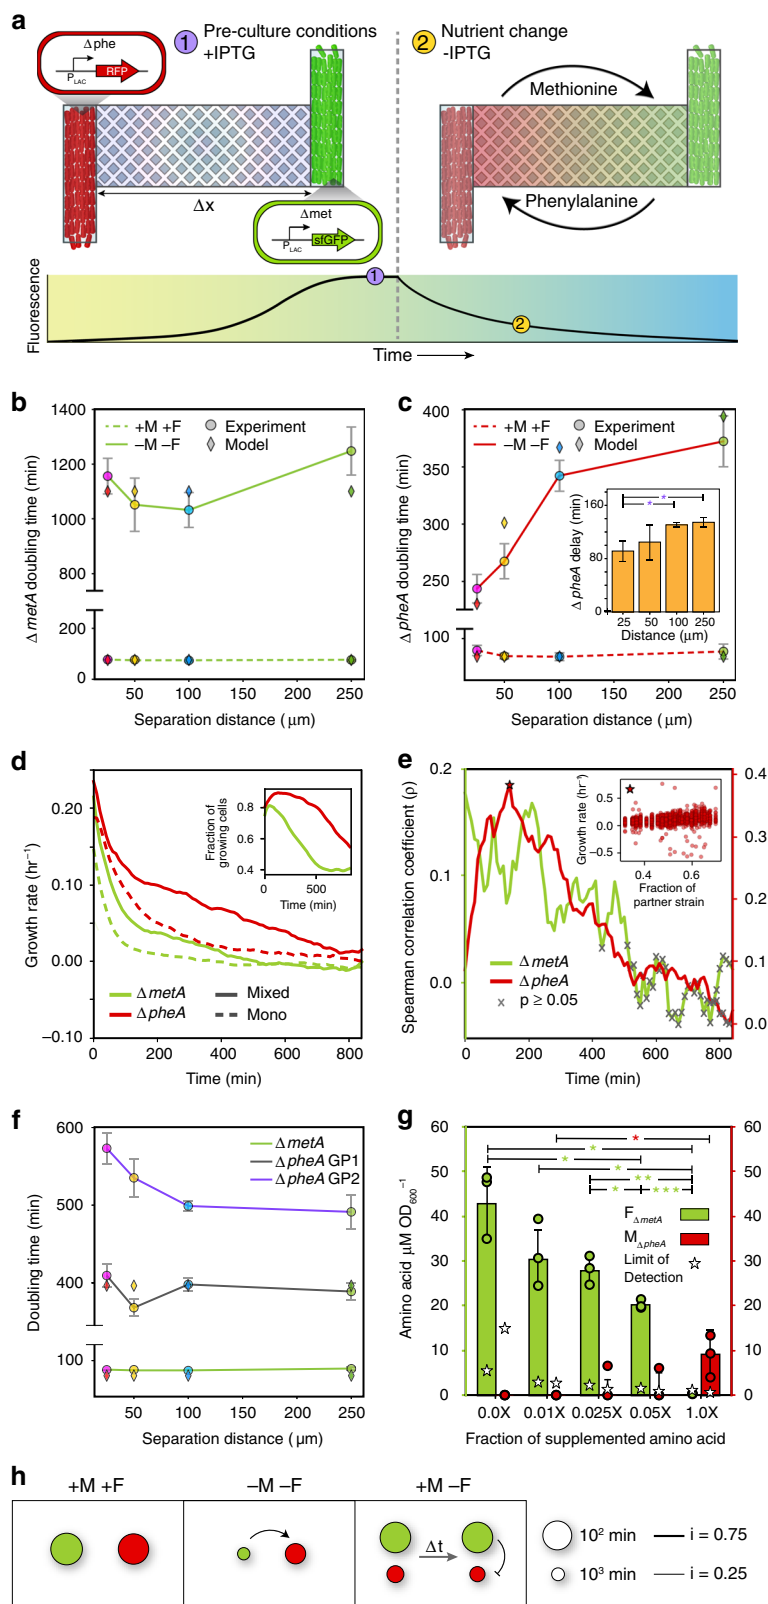 a
Δphe
PLAC
RFP
1 Pre-culture conditions
+IPTG
2 Nutrient change
-IPTG
Methionine
Phenylalanine
Δx
Δmet
PLAC
sfGFP
Fluorescence
1
2
Time
b
ΔmetA doubling time (min)
1400
1200
1000
800
200
0
+M +F
–M –F
Experiment
Model
50 100 150 200 250
Separation distance (μm)
c
ΔpheA doubling time (min)
400
350
300
250
100
0
+M +F
–M –F
Experiment
Model
ΔpheA delay (min)
160
80
0
* *
25 50 100 250
Distance (μm)
50 100 150 200 250
Separation distance (μm)
d
Growth rate (hr−1)
0.20
0.10
0.00
–0.10
Fraction of
growing cells
0.8
0.6
0.4
0 500
Time (min)
ΔmetA
ΔpheA
Mixed
Mono
0 200 400 600 800
Time (min)
e
Spearman correlation coefficient (ρ)
0.2
0.1
0.0
0.4
0.3
0.2
0.1
0.0
Growth rate (hr−1)
0.5
0.0
−0.5
0.4 0.6
Fraction of
partner strain
ΔmetA
ΔpheA
p ≥ 0.05
0 200 400 600 800
Time (min)
f
Doubling time (min)
600
500
400
100
ΔmetA
ΔpheA GP1
ΔpheA GP2
50 100 150 200 250
Separation distance (μm)
g
Amino acid μM OD600−1
60
50
40
30
20
10
0
60
50
40
30
20
10
0
*
*
*
*
**
* ***
FΔmetA
MΔpheA
Limit of
Detection
0.0X 0.01X 0.025X 0.05X 1.0X
Fraction of supplemented amino acid
h
+M +F
–M –F
+M –F
Δt
10² min
10³ min
i = 0.75
i = 0.25